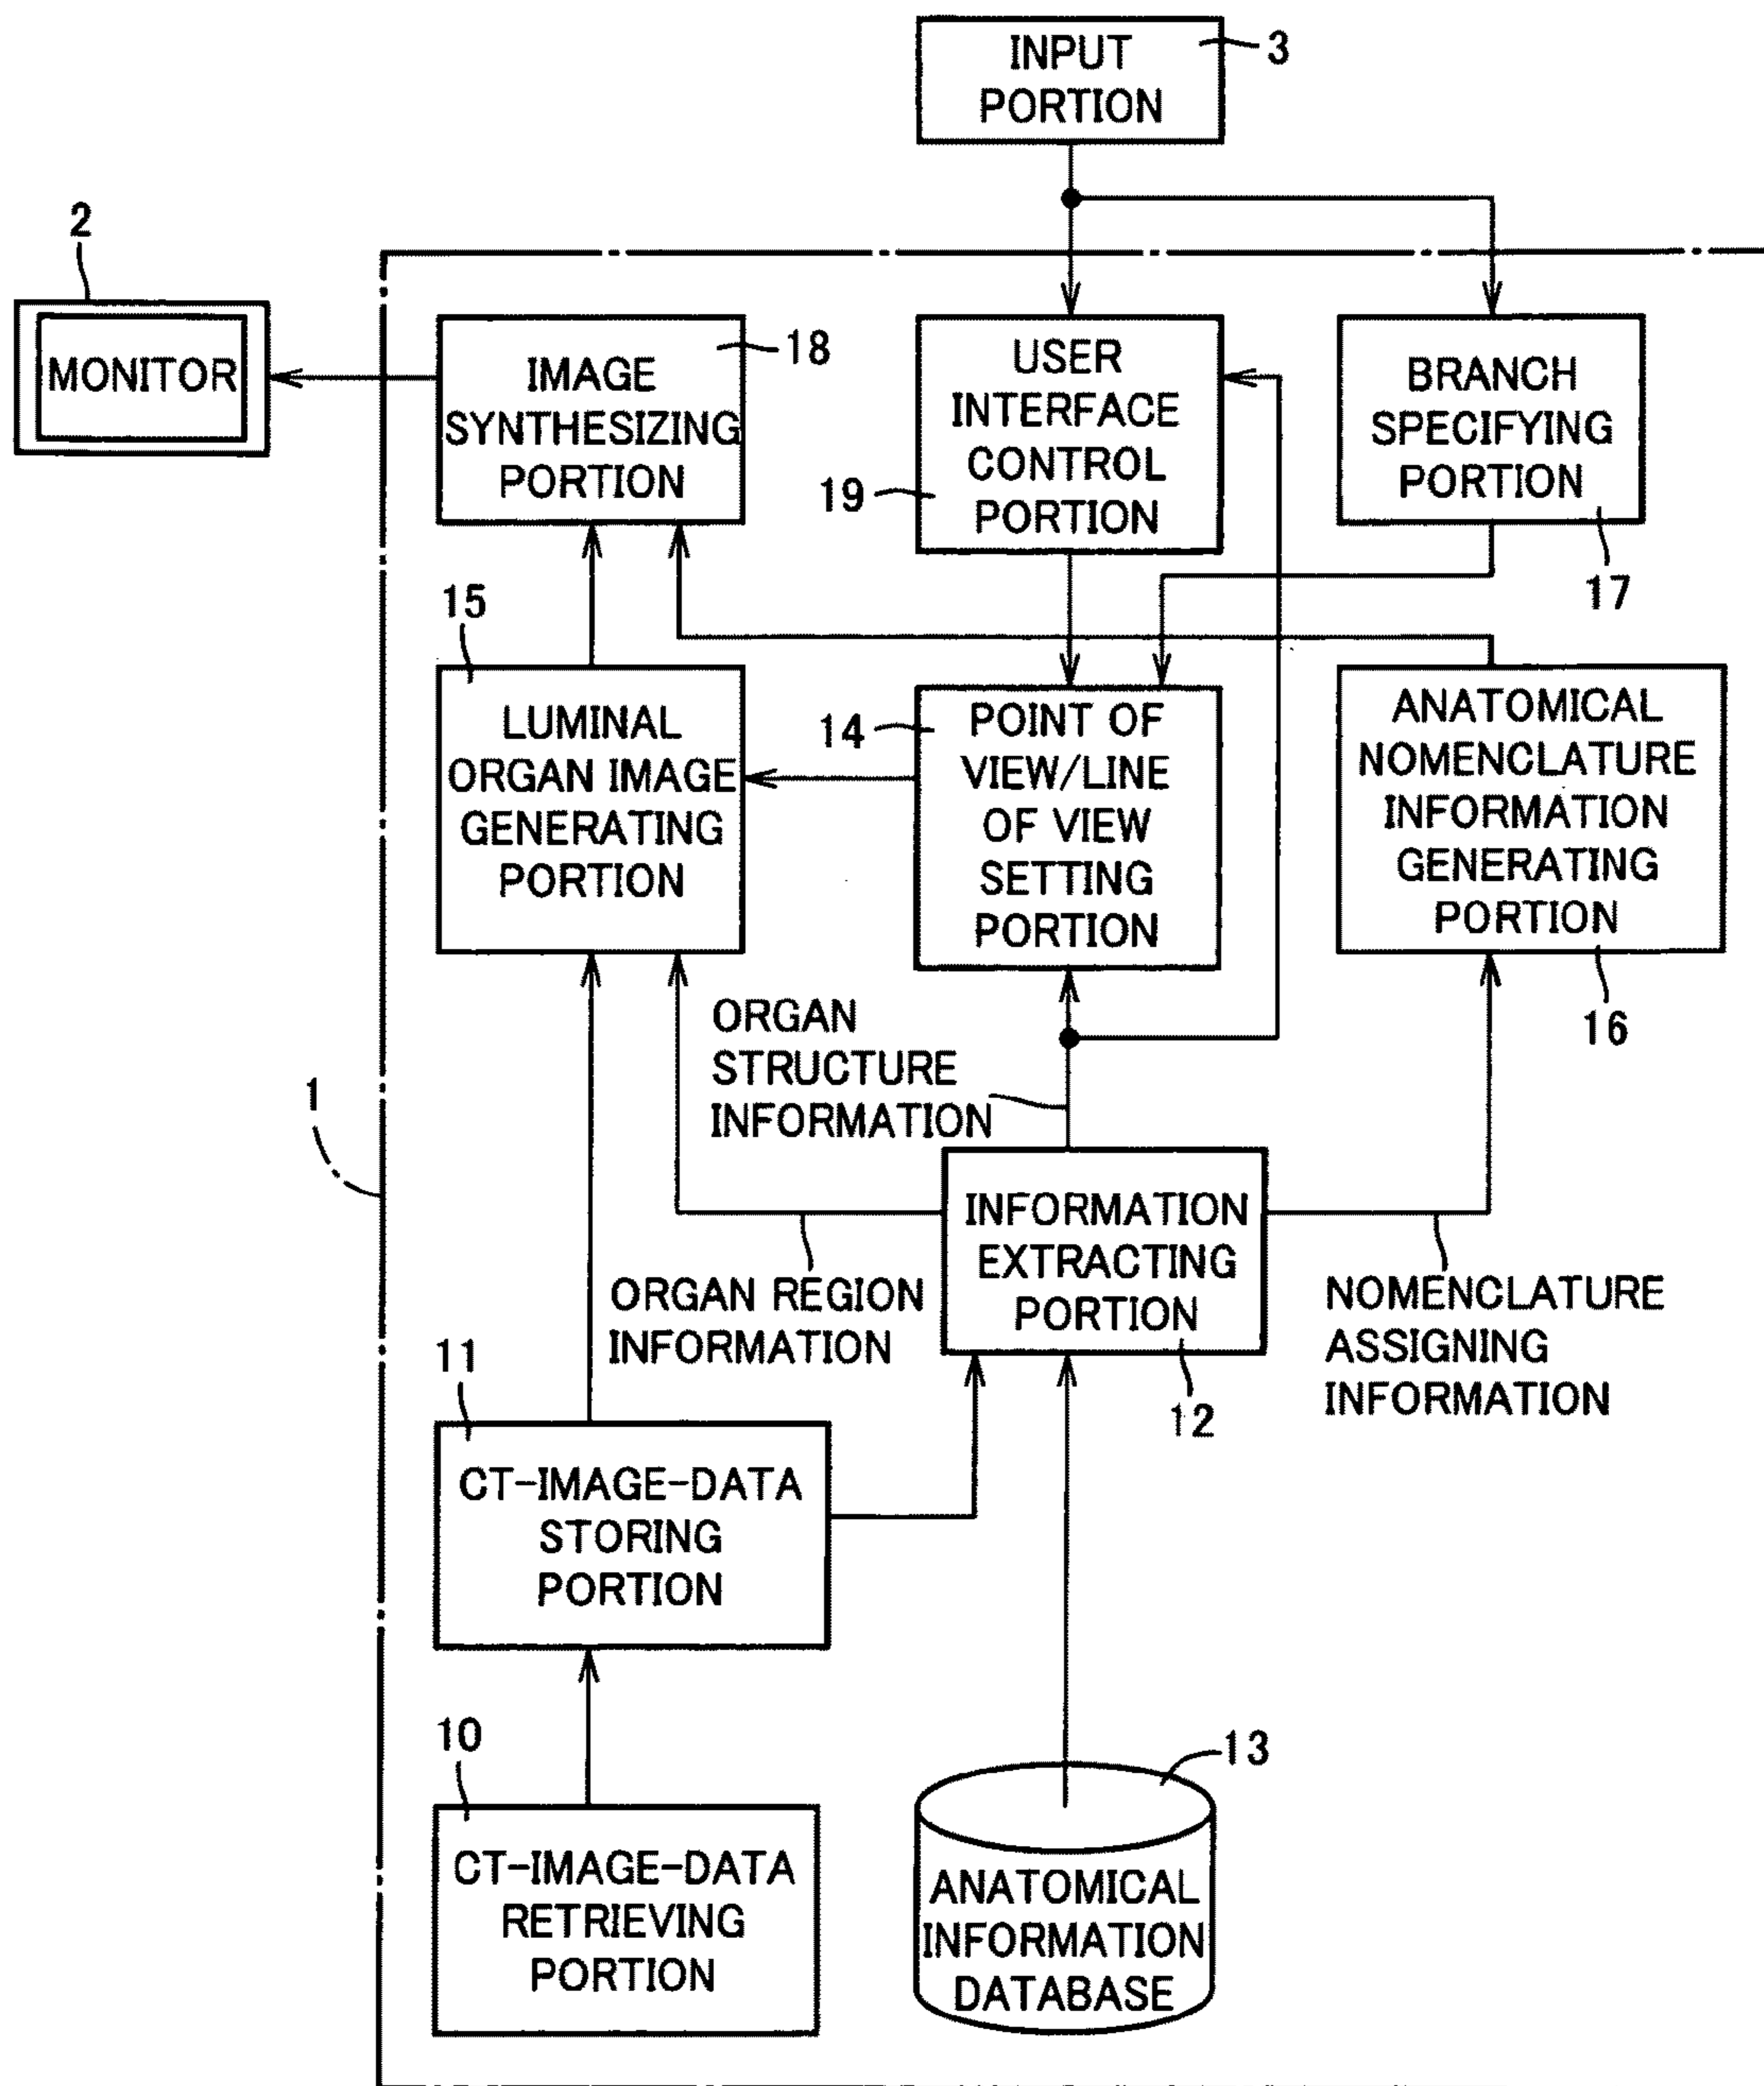 INPUT
PORTION
3
2
MONITOR
IMAGE
SYNTHESIZING
PORTION
18
USER
INTERFACE
CONTROL
PORTION
19
BRANCH
SPECIFYING
PORTION
17
15
LUMINAL
ORGAN IMAGE
GENERATING
PORTION
14
POINT OF
VIEW/LINE
OF VIEW
SETTING
PORTION
ANATOMICAL
NOMENCLATURE
INFORMATION
GENERATING
PORTION
16
ORGAN
STRUCTURE
INFORMATION
1
INFORMATION
EXTRACTING
PORTION
12
ORGAN REGION
INFORMATION
NOMENCLATURE
ASSIGNING
INFORMATION
11
CT-IMAGE-DATA
STORING
PORTION
10
CT-IMAGE-DATA
RETRIEVING
PORTION
13
ANATOMICAL
INFORMATION
DATABASE